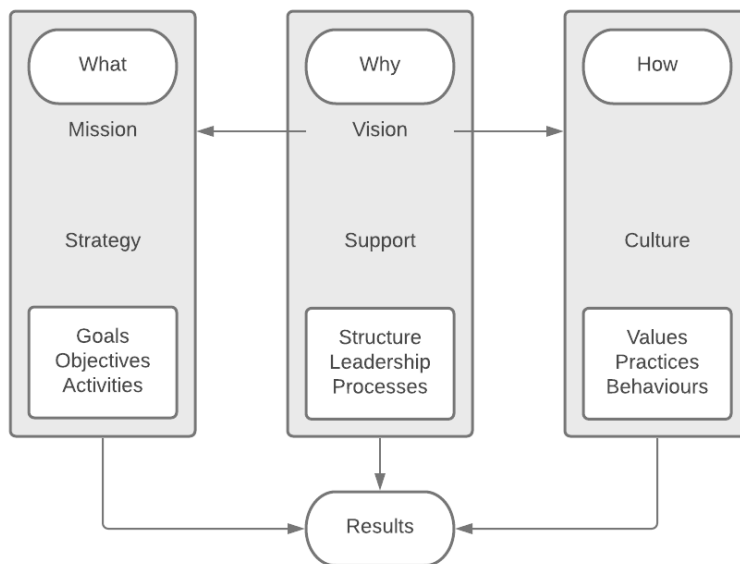 What
Mission
Strategy
Goals
Objectives
Activities
Why
Vision
Support
Structure
Leadership
Processes
How
Culture
Values
Practices
Behaviours
Results